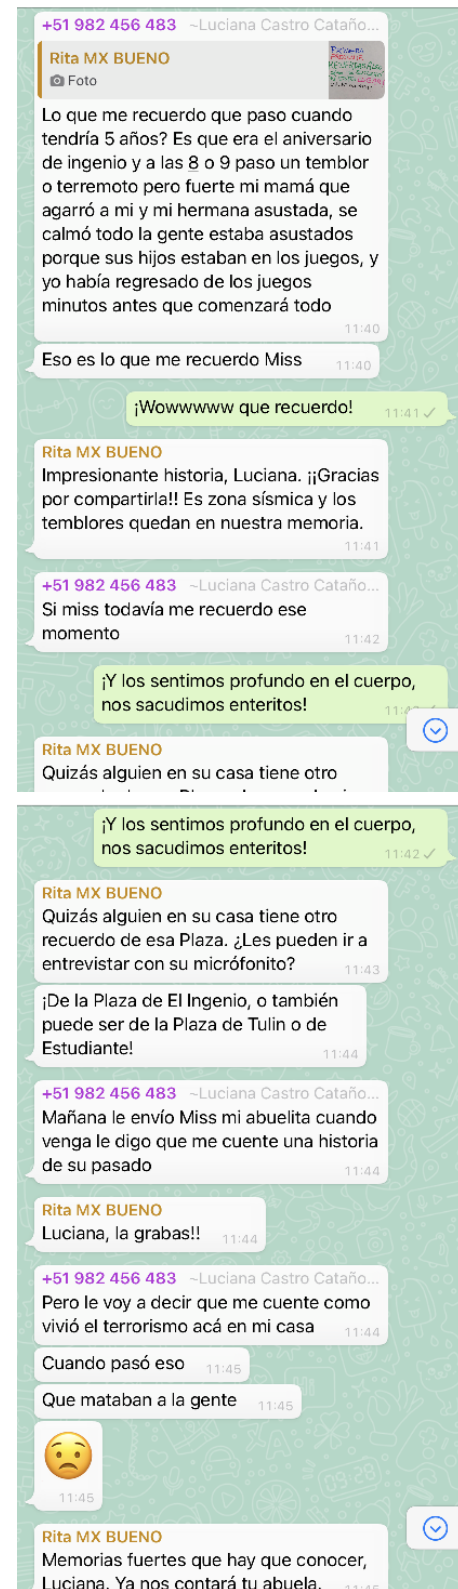 +51 982 456 483 ~Luciana Castro Cataño...
Rita MX BUENO
Foto
Lo que me recuerdo que paso cuando
tendría 5 años? Es que era el aniversario
de ingenio y a las 8 o 9 paso un temblor
o terremoto pero fuerte mi mamá que
agarró a mi y mi hermana asustada, se
calmó todo la gente estaba asustados
porque sus hijos estaban en los juegos, y
yo había regresado de los juegos
minutos antes que comenzará todo
11:40
Eso es lo que me recuerdo Miss 11:40
¡Wowwwww que recuerdo! 11:41
Rita MX BUENO
Impresionante historia, Luciana. ¡¡Gracias
por compartirla!! Es zona sísmica y los
temblores quedan en nuestra memoria.
11:41
+51 982 456 483 ~Luciana Castro Cataño...
Si miss todavía me recuerdo ese
momento 11:42
¡Y los sentimos profundo en el cuerpo,
nos sacudimos enteritos!
Rita MX BUENO
Quizás alguien en su casa tiene otro
¡Y los sentimos profundo en el cuerpo,
nos sacudimos enteritos! 11:42
Rita MX BUENO
Quizás alguien en su casa tiene otro
recuerdo de esa Plaza. ¿Les pueden ir a
entrevistar con su micrófonito? 11:43
¡De la Plaza de El Ingenio, o también
puede ser de la Plaza de Tulin o de
Estudiante! 11:44
+51 982 456 483 ~Luciana Castro Cataño...
Mañana le envío Miss mi abuelita cuando
venga le digo que me cuente una historia
de su pasado 11:44
Rita MX BUENO
Luciana, la grabas!! 11:44
+51 982 456 483 ~Luciana Castro Cataño...
Pero le voy a decir que me cuente como
vivió el terrorismo acá en mi casa 11:44
Cuando pasó eso 11:45
Que mataban a la gente 11:45
11:45
Rita MX BUENO
Memorias fuertes que hay que conocer,
Luciana. Ya nos contará tu abuela. 11:45